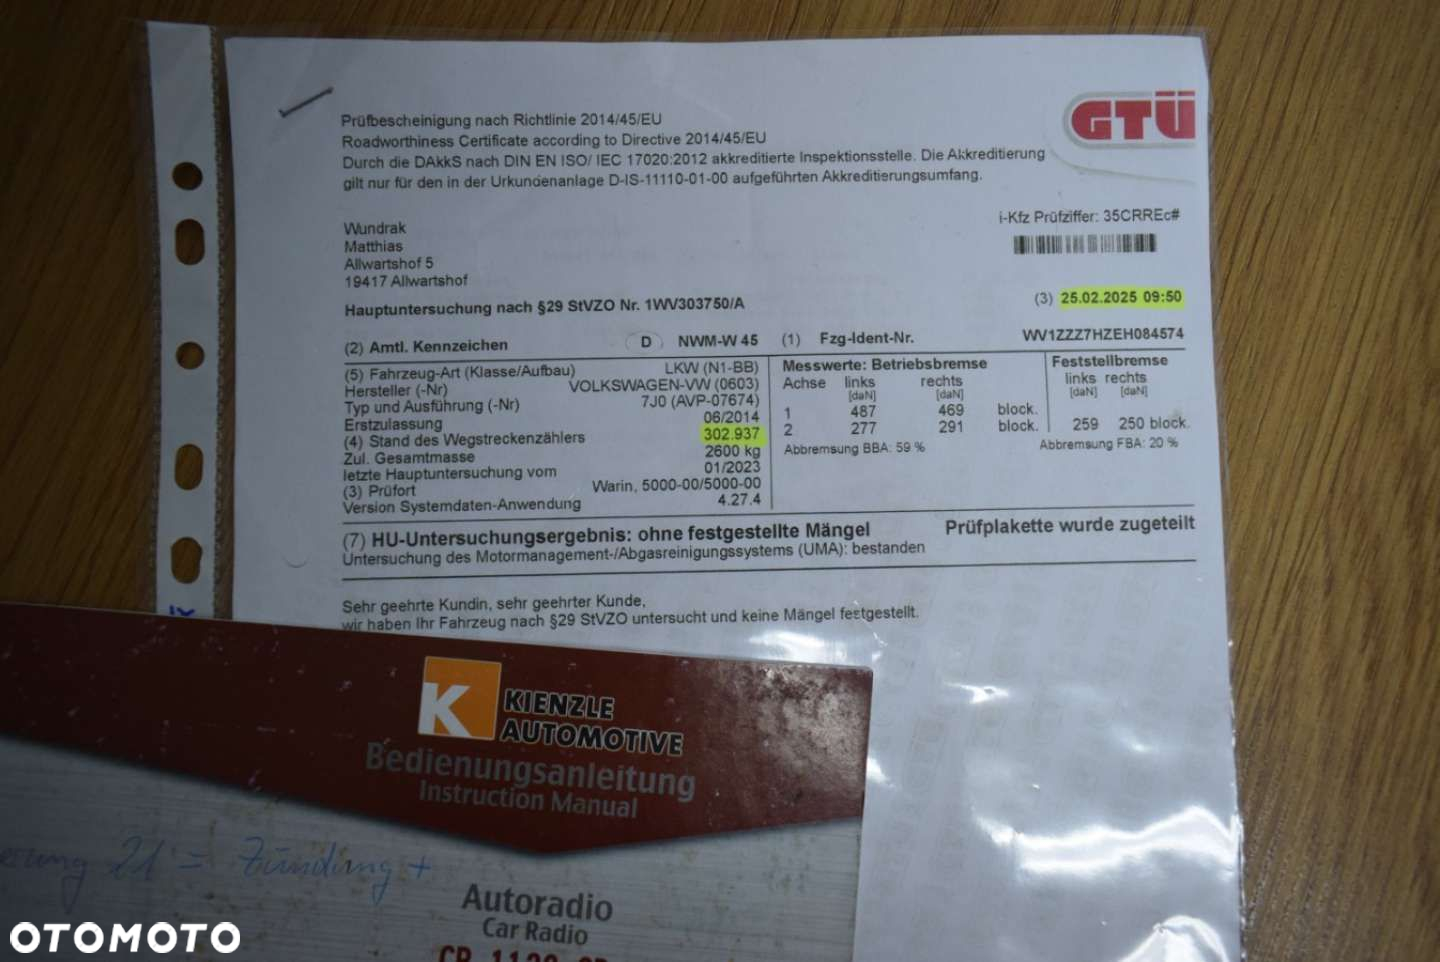 Prüfbescheinigung nach Richtlinie 2014/45/EU
Roadworthiness Certificate according to Directive 2014/45/EU
Durch die DAkkS nach DIN EN ISO/ IEC 17020:2012 akkreditierte Inspektionsstelle. Die Akkreditierung
gilt nur für den in der Urkundenanlage D-IS-11110-01-00 aufgeführten Akkreditierungsumfang.
GTÜ
i-Kfz Prüfziffer: 35CRREc#
Wundrak
Matthias
Allwartshof 5
19417 Allwartshof
Hauptuntersuchung nach §29 StVZO Nr. 1WV303750/A (3) 25.02.2025 09:50
(2) Amtl. Kennzeichen D NWM-W 45 (1) Fzg-Ident-Nr. WV1ZZZ7HZEH084574
(5) Fahrzeug-Art (Klasse/Aufbau) LKW (N1-BB)
Hersteller (-Nr) VOLKSWAGEN-VW (0603)
Typ und Ausführung (-Nr) 7J0 (AVP-07674)
Erstzulassung 06/2014
(4) Stand des Wegstreckenzählers 302.937
Zul. Gesamtmasse 2600 kg
letzte Hauptuntersuchung vom 01/2023
(3) Prüfort Warin, 5000-00/5000-00
Version Systemdaten-Anwendung 4.27.4
Messwerte: Betriebsbremse Feststellbremse
Achse links rechts links rechts
[daN] [daN] [daN] [daN]
1 487 469 block.
2 277 291 block. 259 250 block.
Abbremsung BBA: 59 % Abbremsung FBA: 20 %
(7) HU-Untersuchungsergebnis: ohne festgestellte Mängel Prüfplakette wurde zugeteilt
Untersuchung des Motormanagement-/Abgasreinigungssystems (UMA): bestanden
Sehr geehrte Kundin, sehr geehrter Kunde,
wir haben Ihr Fahrzeug nach §29 StVZO untersucht und keine Mängel festgestellt.
K KIENZLE
AUTOMOTIVE
Bedienungsanleitung
Instruction Manual
21 = Zündung +
Autoradio
Car Radio
OTOMOTO